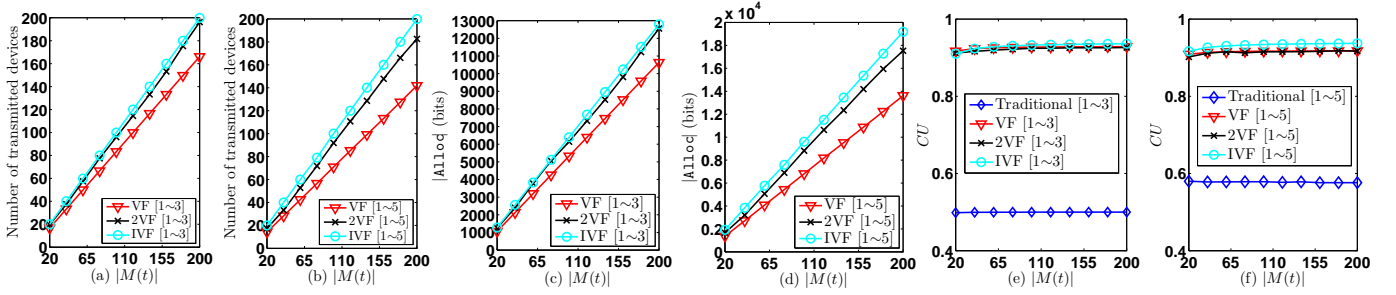 Number of transmitted devices
200
180
160
140
120
100
80
60
40
20
0
20 65 110 155 200
VF [1~3]
2VF [1~3]
IVF [1~3]
(a) |M(t)|
Number of transmitted devices
200
180
160
140
120
100
80
60
40
20
0
20 65 110 155 200
VF [1~5]
2VF [1~5]
IVF [1~5]
(b) |M(t)|
|Alloc| (bits)
13000
12000
11000
10000
9000
8000
7000
6000
5000
4000
3000
2000
1000
0
20 65 110 155 200
VF [1~3]
2VF [1~3]
IVF [1~3]
(c) |M(t)|
|Alloc| (bits)
x 10^4
2
1.8
1.6
1.4
1.2
1
0.8
0.6
0.4
0.2
0
20 65 110 155 200
VF [1~5]
2VF [1~5]
IVF [1~5]
(d) |M(t)|
CU
1
0.8
0.6
0.4
20 65 110 155 200
Traditional [1~3]
VF [1~3]
2VF [1~3]
IVF [1~3]
(e) |M(t)|
CU
1
0.8
0.6
0.4
20 65 110 155 200
Traditional [1~5]
VF [1~5]
2VF [1~5]
IVF [1~5]
(f) |M(t)|